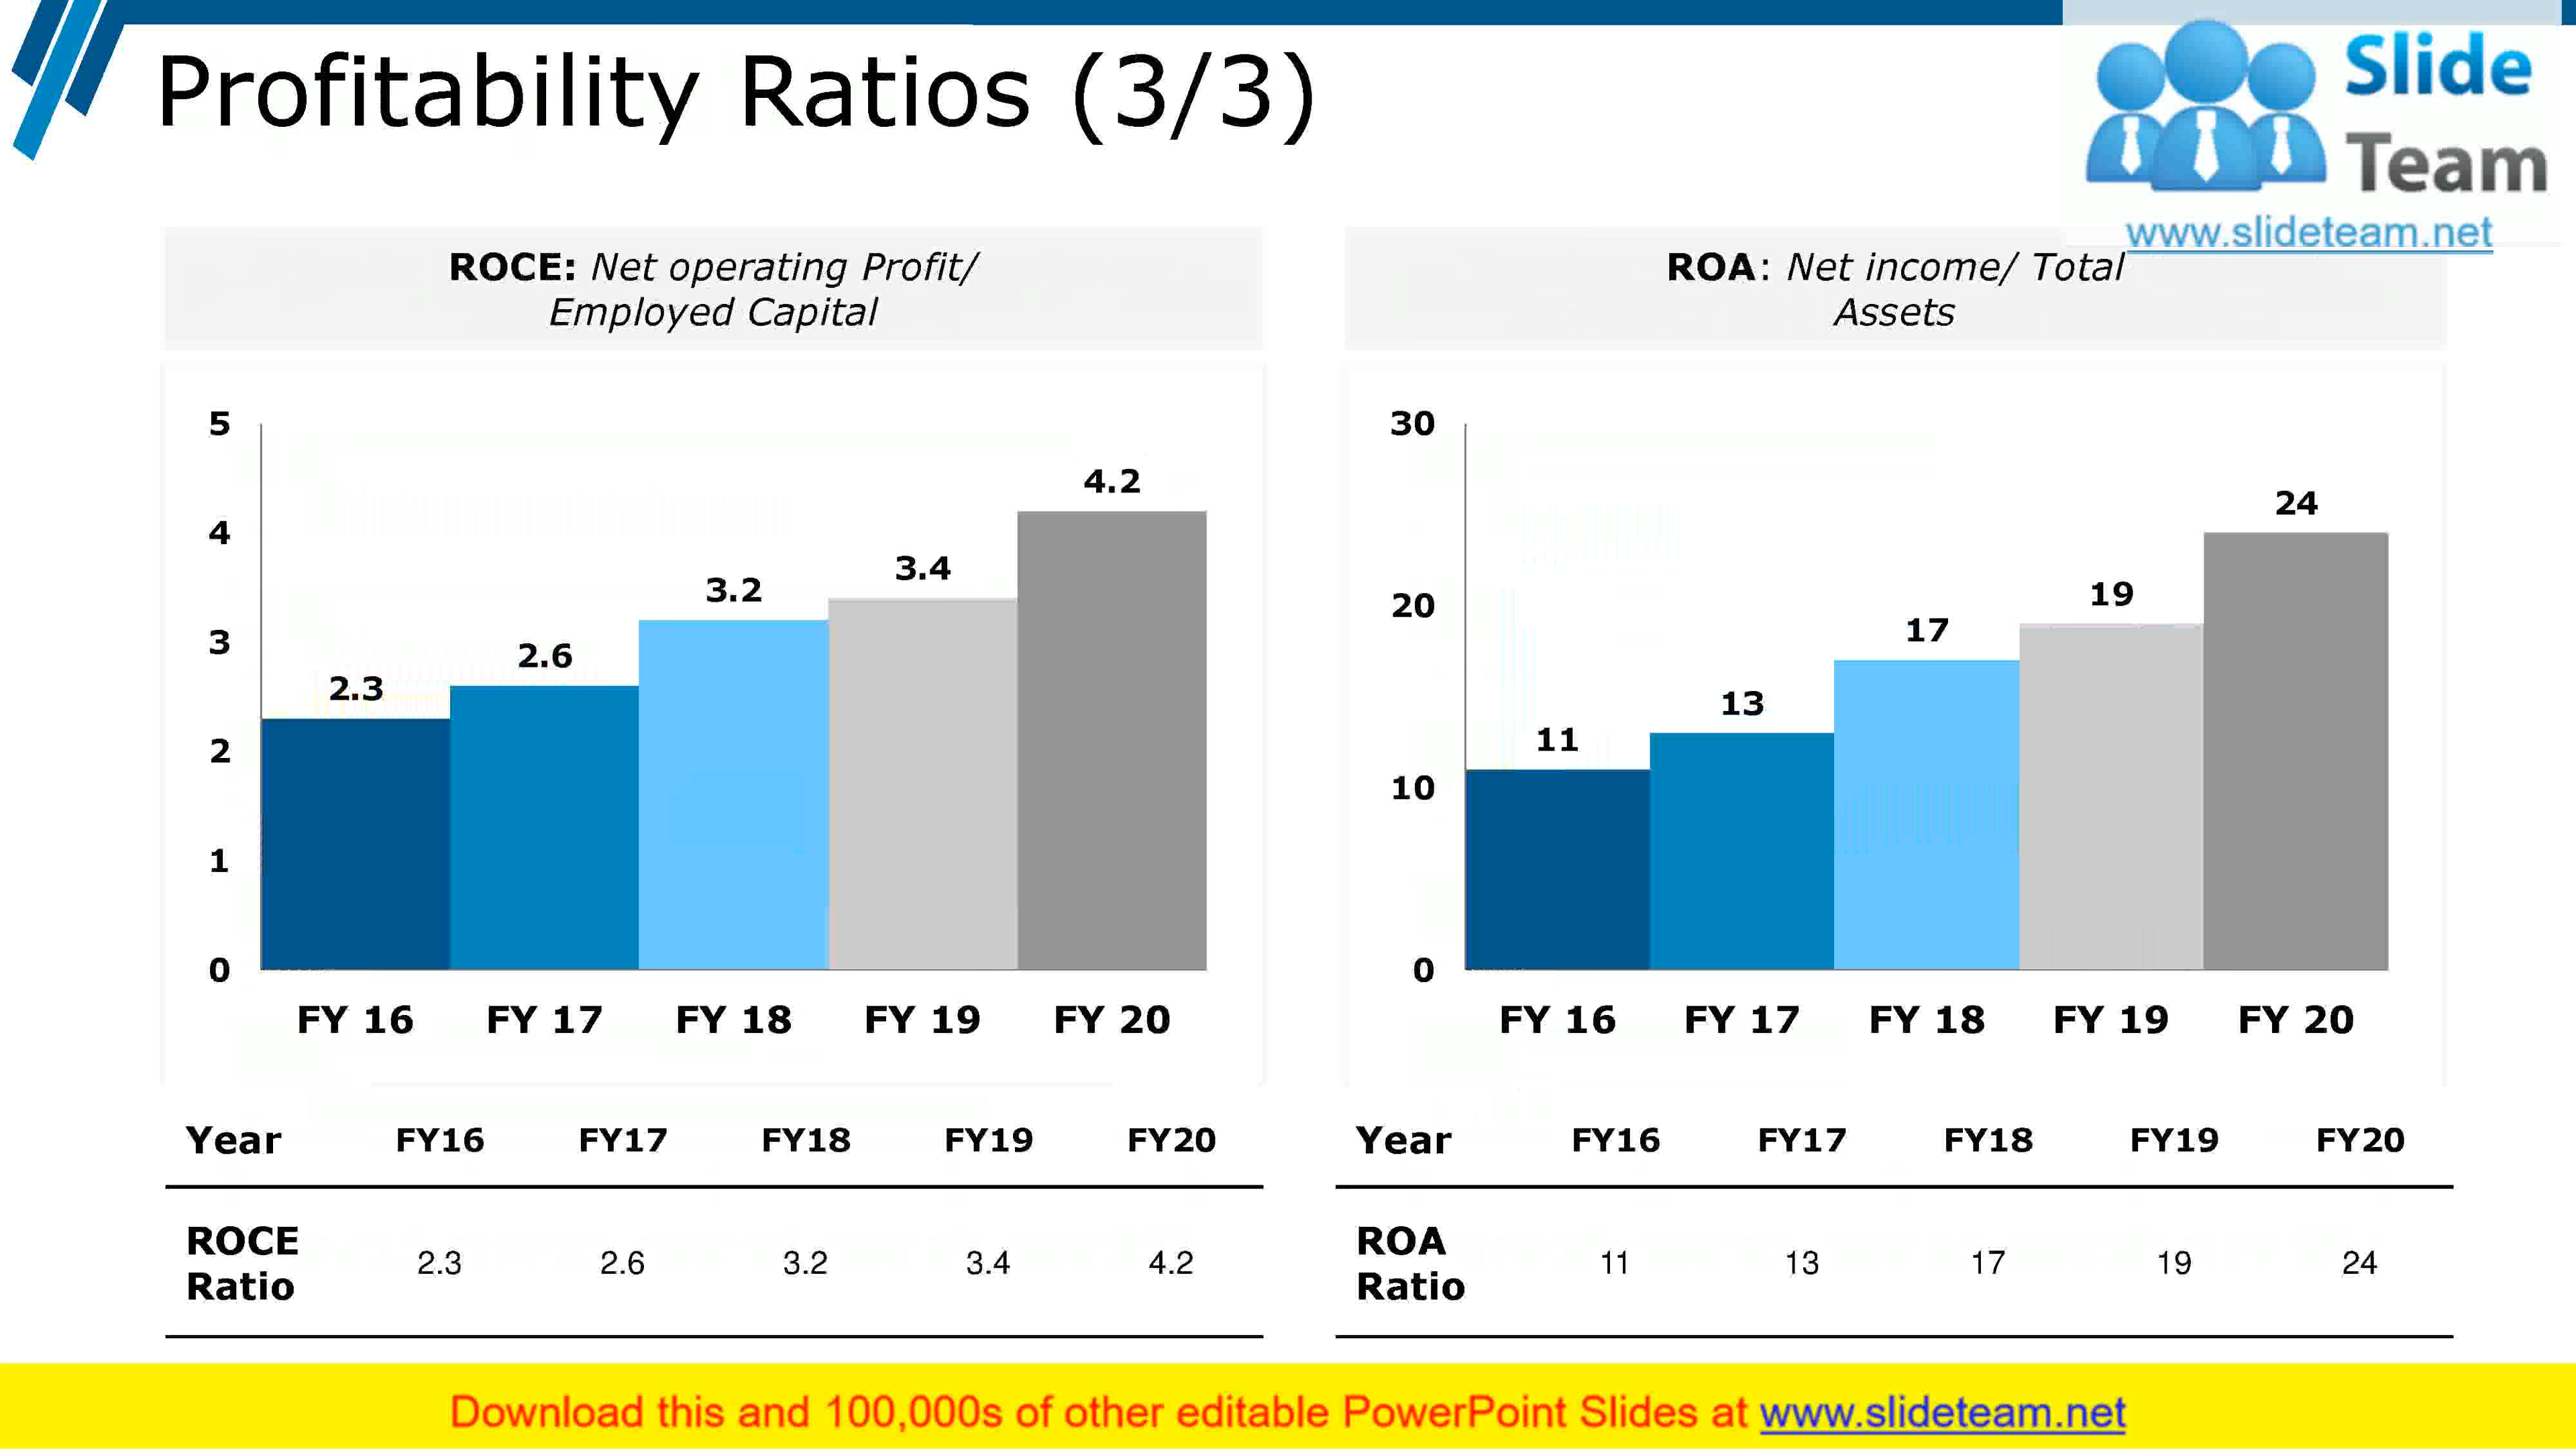 Profitability Ratios (3/3)
Slide
Team
www.slideteam.net
ROCE: Net operating Profit/
Employed Capital
5
4
3
2
1
0
2.3
2.6
3.2
3.4
4.2
FY 16 FY 17 FY 18 FY 19 FY 20
Year FY16 FY17 FY18 FY19 FY20
ROCE
Ratio 2.3 2.6 3.2 3.4 4.2
ROA: Net income/ Total
Assets
30
20
10
0
11
13
17
19
24
FY 16 FY 17 FY 18 FY 19 FY 20
Year FY16 FY17 FY18 FY19 FY20
ROA
Ratio 11 13 17 19 24
Download this and 100,000s of other editable PowerPoint Slides at www.slideteam.net